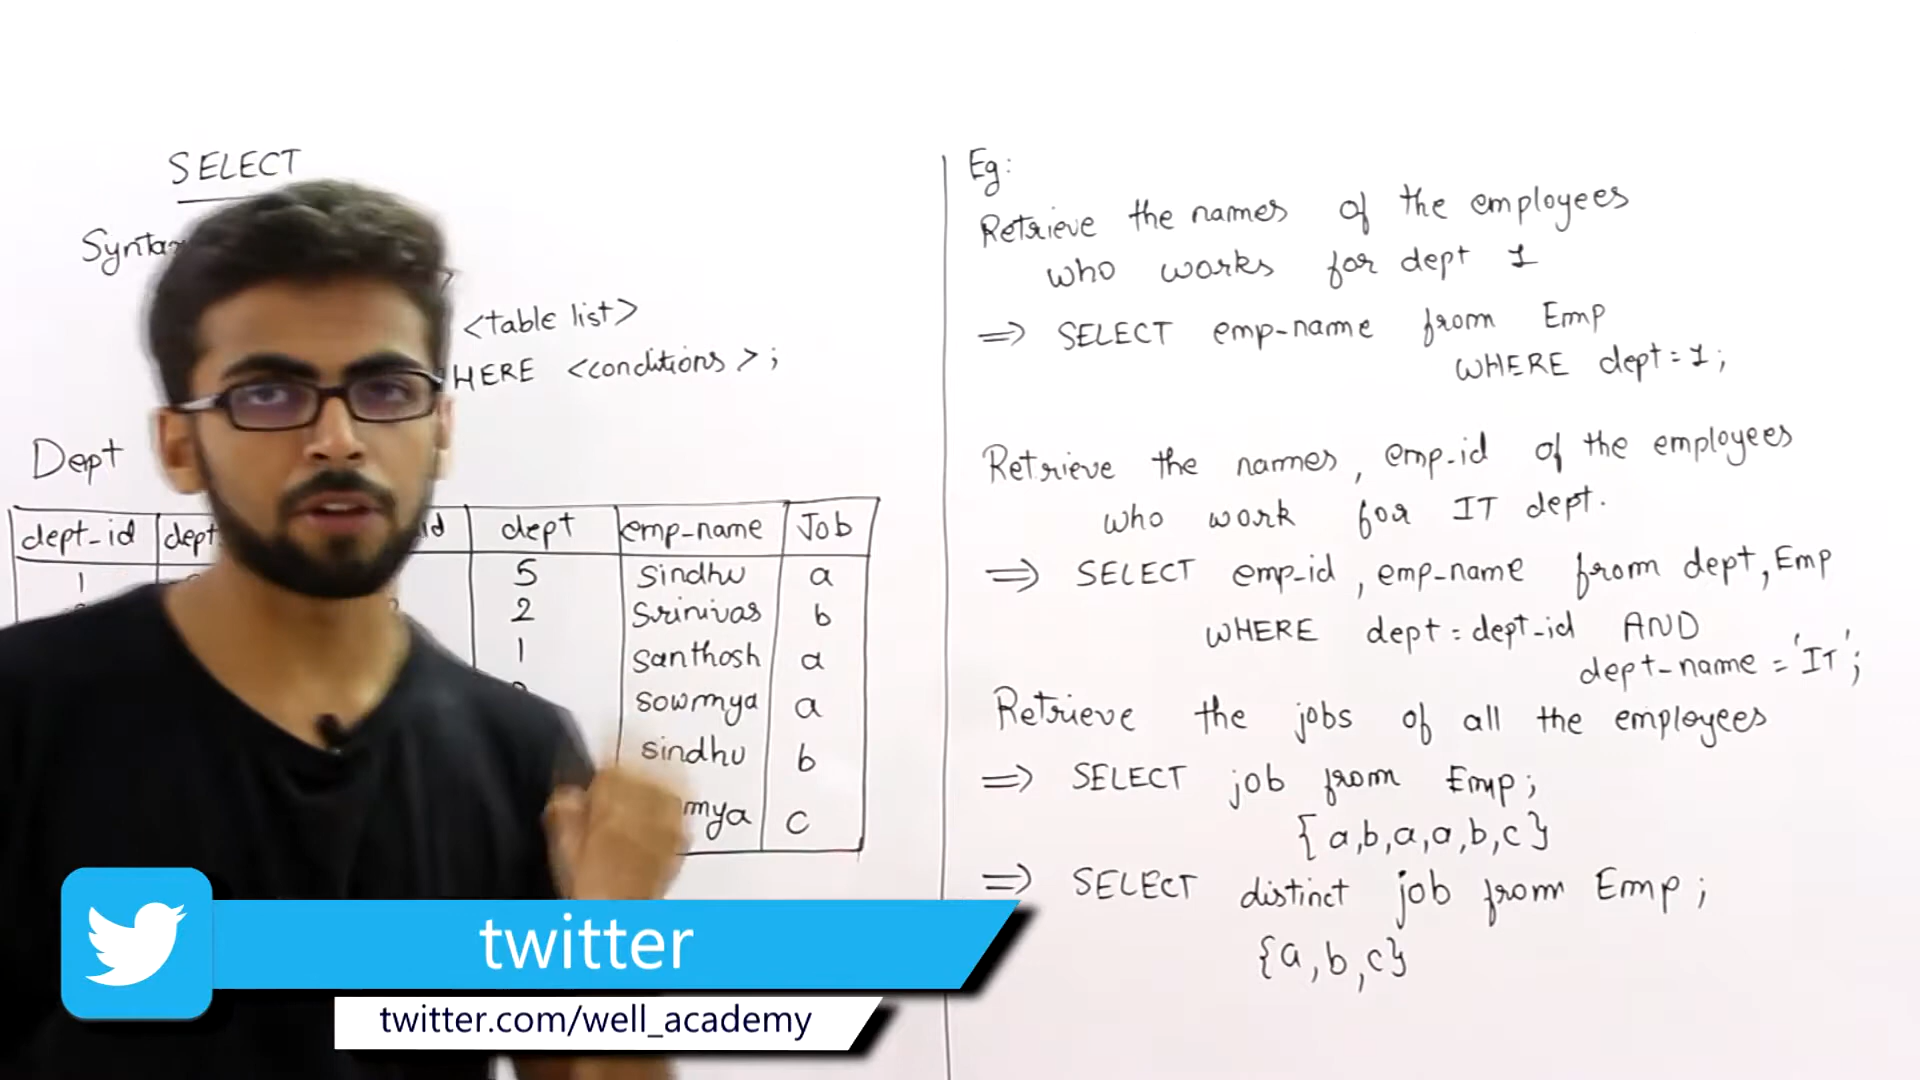 SELECT
<table list>
HERE <conditions>;
Dept
dept_id dept id dept emp-name Job
1 5 Sindhu a
2 Srinivas b
1 Santhosh a
Sowmya a
Sindhu b
mya c
Eg:
Retrieve the names of the employees
who works for dept 1
⇒ SELECT emp-name from Emp
WHERE dept=1;
Retrieve the names, emp-id of the employees
who work for IT dept.
⇒ SELECT emp-id, emp-name from dept, Emp
WHERE dept=dept-id AND
dept-name='IT';
Retrieve the jobs of all the employees
⇒ SELECT job from Emp;
{a,b,a,a,b,c}
⇒ SELECT distinct job from Emp;
{a,b,c}
twitter
twitter.com/well_academy